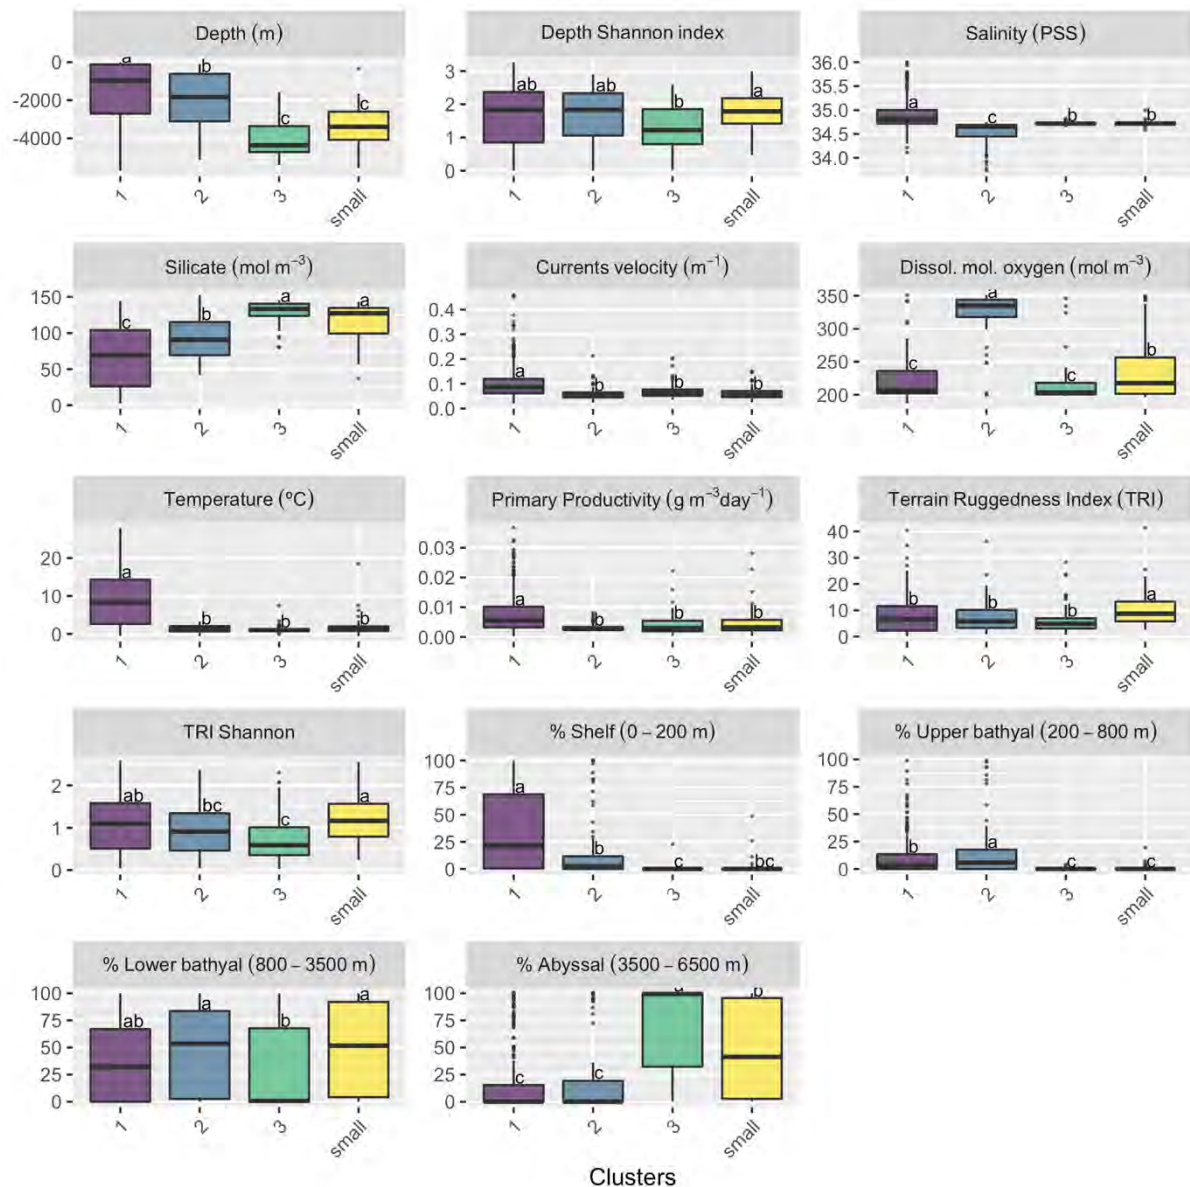 Depth (m)
Depth Shannon index
Salinity (PSS)
0
-2000
-4000
a
b
c
c
3
2
1
0
ab
ab
b
a
36.0
35.5
35.0
34.5
34.0
a
c
b
b
1
2
3
small
1
2
3
small
1
2
3
small
Silicate (mol m⁻³)
Currents velocity (m⁻¹)
Dissol. mol. oxygen (mol m⁻³)
150
100
50
0
c
b
a
a
0.4
0.3
0.2
0.1
0.0
a
b
b
b
350
300
250
200
c
a
c
b
1
2
3
small
1
2
3
small
1
2
3
small
Temperature (ºC)
Primary Productivity (g m⁻³day⁻¹)
Terrain Ruggedness Index (TRI)
20
10
0
a
b
b
b
0.03
0.02
0.01
0.00
a
b
b
b
40
30
20
10
0
b
b
b
a
1
2
3
small
1
2
3
small
1
2
3
small
TRI Shannon
% Shelf (0 – 200 m)
% Upper bathyal (200 – 800 m)
2
1
0
ab
bc
c
a
100
75
50
25
0
a
b
c
bc
100
75
50
25
0
b
a
c
c
1
2
3
small
1
2
3
small
1
2
3
small
% Lower bathyal (800 – 3500 m)
% Abyssal (3500 – 6500 m)
100
75
50
25
0
ab
a
b
a
100
75
50
25
0
c
c
a
b
1
2
3
small
1
2
3
small
Clusters